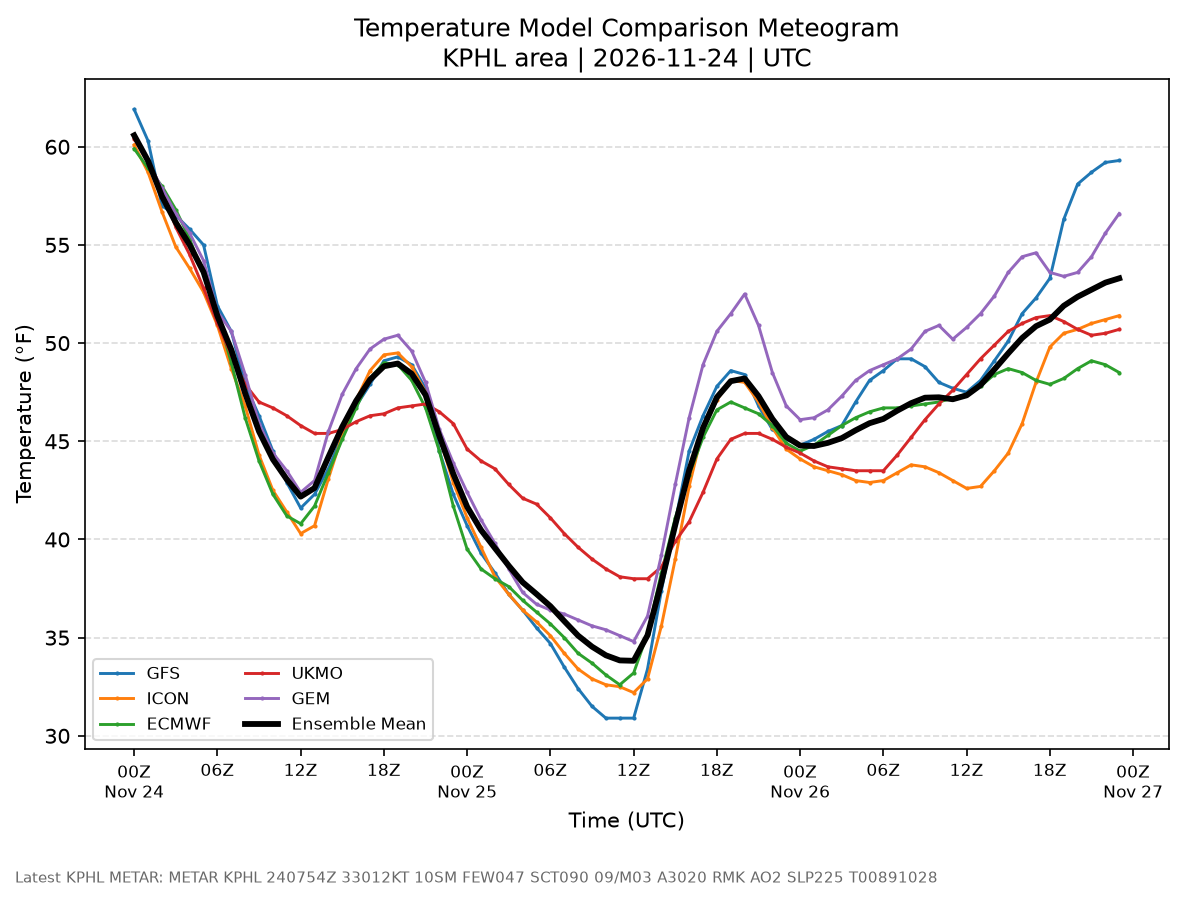 Temperature Model Comparison Meteogram
KPHL area | 2026-11-24 | UTC
Temperature (°F)
60
55
50
45
40
35
30
GFS
ICON
ECMWF
UKMO
GEM
Ensemble Mean
00Z 06Z 12Z 18Z 00Z 06Z 12Z 18Z 00Z 06Z 12Z 18Z 00Z
Nov 24 Nov 25 Nov 26 Nov 27
Time (UTC)
Latest KPHL METAR: METAR KPHL 240754Z 33012KT 10SM FEW047 SCT090 09/M03 A3020 RMK AO2 SLP225 T00891028